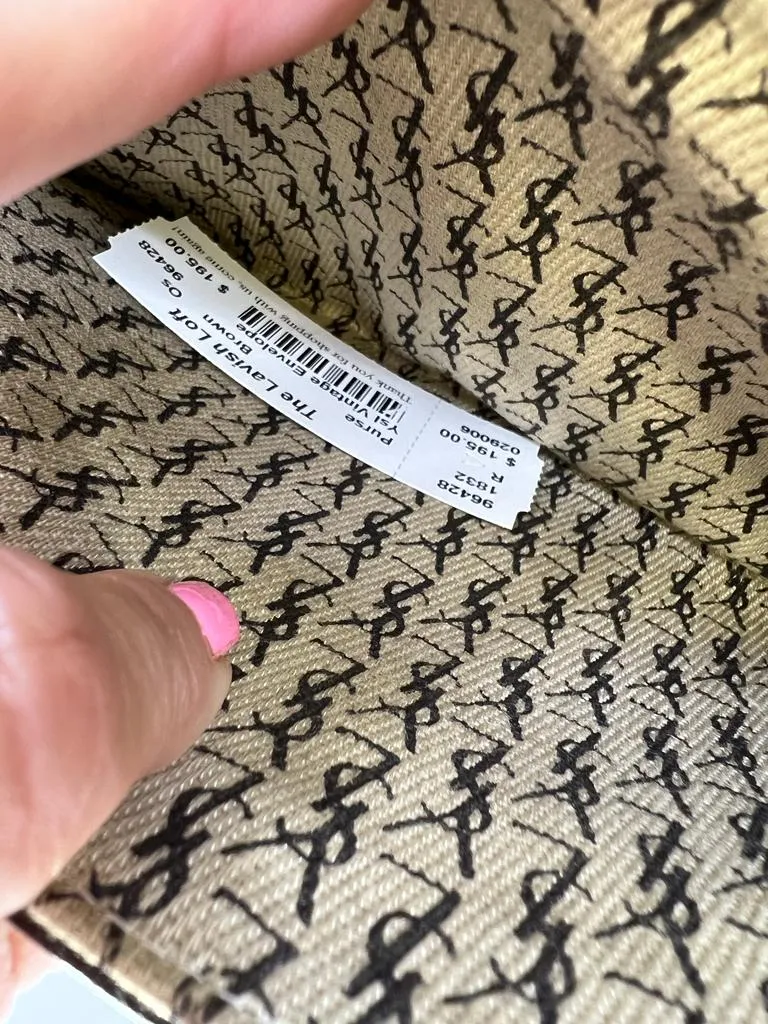 96428
1832
R
$ 195.00
029006
The Lavish Loft
Purse
Ysl Vintage Envelope
Brown Os
96428
$ 195.00
Thank you for shopping with us, come again!